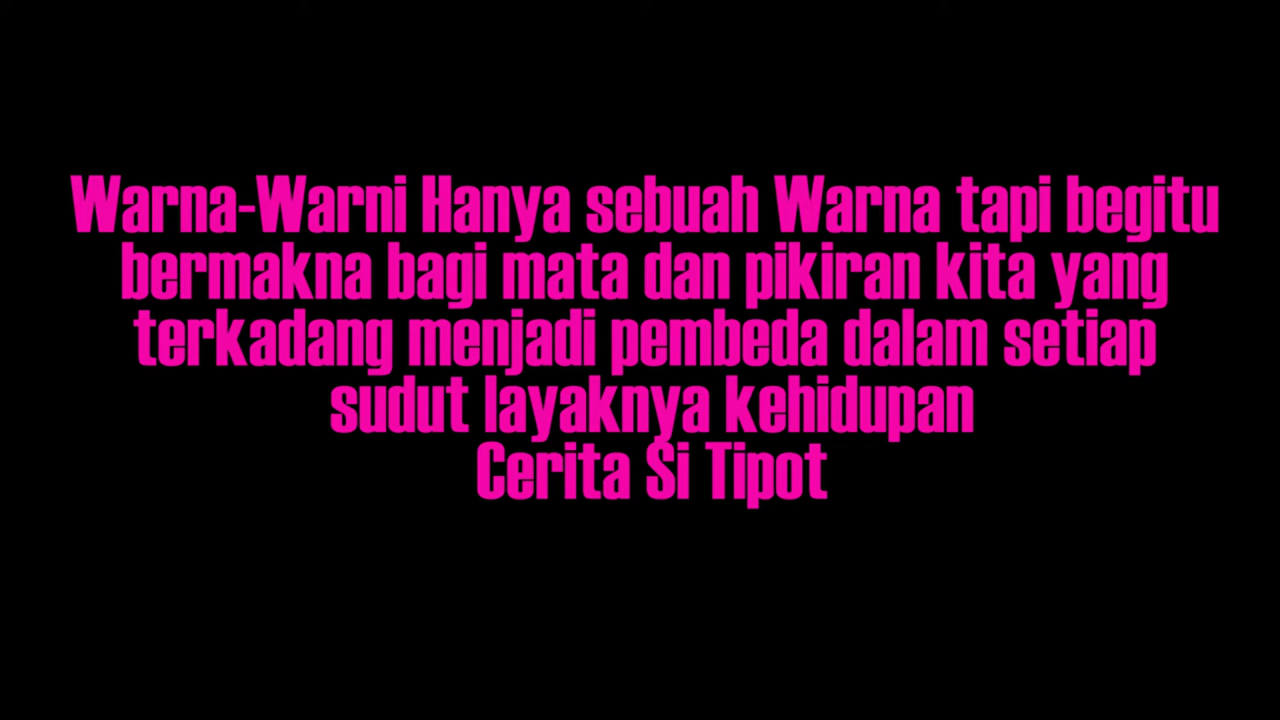 Warna-Warni Hanya sebuah Warna tapi begitu
bermakna bagi mata dan pikiran kita yang
terkadang menjadi pembeda dalam setiap
sudut layaknya kehidupan
Cerita Si Tipot